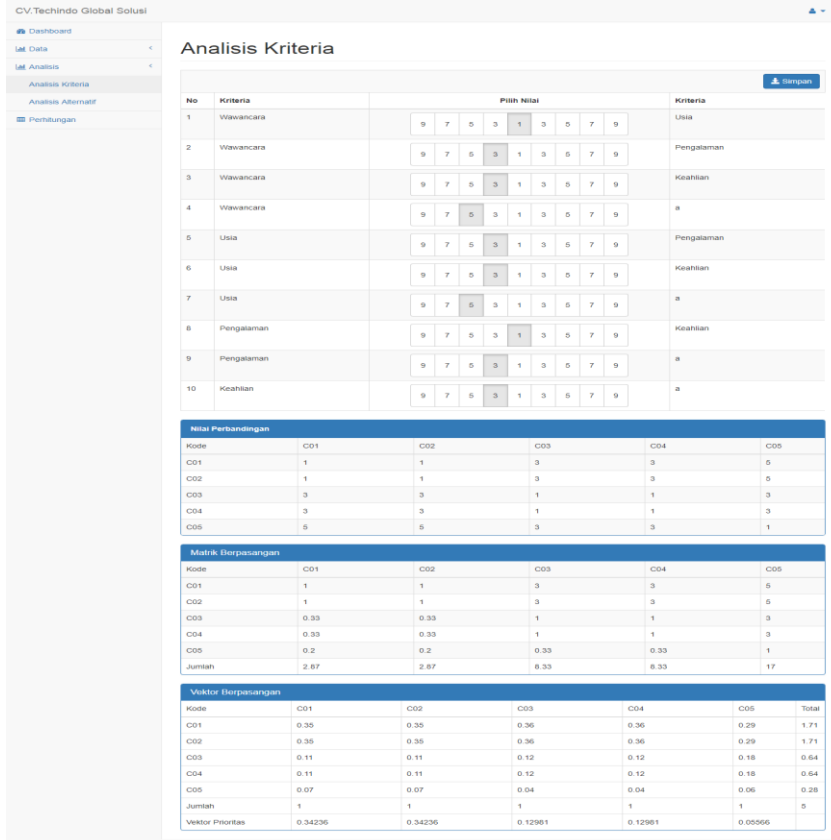 CV.Techindo Global Solusi
Dashboard
Data
Analisis
Analisis Kriteria
Analisis Alternatif
Perhitungan
Analisis Kriteria
Simpan
No Kriteria Pilih Nilai Kriteria
1 Wawancara 9 7 5 3 1 3 5 7 9 Usia
2 Wawancara 9 7 5 3 1 3 5 7 9 Pengalaman
3 Wawancara 9 7 5 3 1 3 5 7 9 Keahlian
4 Wawancara 9 7 5 3 1 3 5 7 9 a
5 Usia 9 7 5 3 1 3 5 7 9 Pengalaman
6 Usia 9 7 5 3 1 3 5 7 9 Keahlian
7 Usia 9 7 5 3 1 3 5 7 9 a
8 Pengalaman 9 7 5 3 1 3 5 7 9 Keahlian
9 Pengalaman 9 7 5 3 1 3 5 7 9 a
10 Keahlian 9 7 5 3 1 3 5 7 9 a
Nilai Perbandingan
Kode C01 C02 C03 C04 C05
C01 1 1 3 3 5
C02 1 1 3 3 5
C03 3 3 1 1 3
C04 3 3 1 1 3
C05 5 5 3 3 1
Matrik Berpasangan
Kode C01 C02 C03 C04 C05
C01 1 1 3 3 5
C02 1 1 3 3 5
C03 0.33 0.33 1 1 3
C04 0.33 0.33 1 1 3
C05 0.2 0.2 0.33 0.33 1
Jumlah 2.87 2.87 8.33 8.33 17
Vektor Berpasangan
Kode C01 C02 C03 C04 C05 Total
C01 0.35 0.35 0.36 0.36 0.29 1.71
C02 0.35 0.35 0.36 0.36 0.29 1.71
C03 0.11 0.11 0.12 0.12 0.18 0.64
C04 0.11 0.11 0.12 0.12 0.18 0.64
C05 0.07 0.07 0.04 0.04 0.06 0.28
Jumlah 1 1 1 1 1 5
Vektor Prioritas 0.34236 0.34236 0.12981 0.12981 0.05566